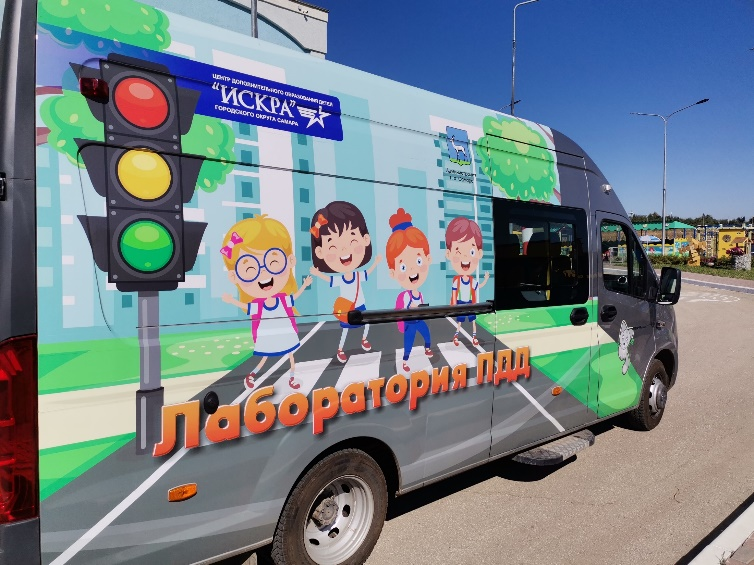 ЦЕНТР ДОПОЛНИТЕЛЬНОГО ОБРАЗОВАНИЯ ДЕТЕЙ
"ИСКРА"
ГОРОДСКОГО ОКРУГА САМАРА
Лаборатория ПДД